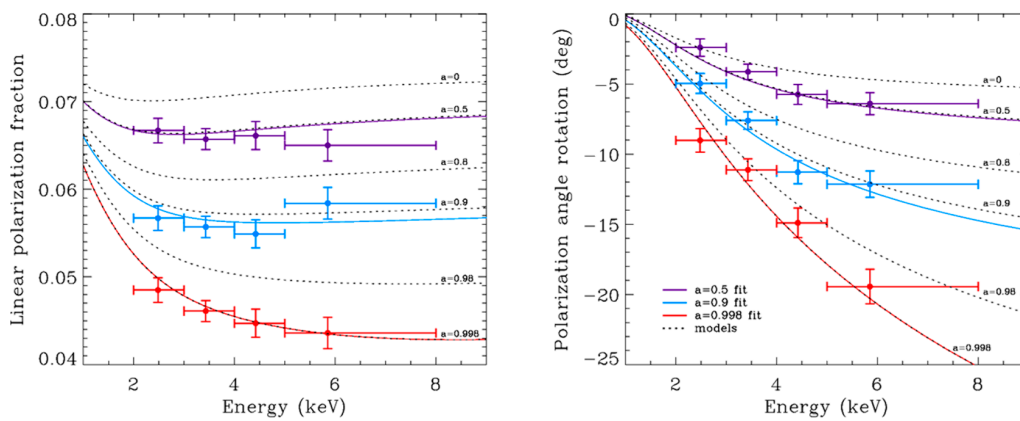 0.08
0.07
0.06
0.05
0.04
Linear polarization fraction
a=0
a=0.5
a=0.8
a=0.9
a=0.98
a=0.998
2
4
6
8
Energy (keV)
0
-5
-10
-15
-20
-25
Polarization angle rotation (deg)
a=0
a=0.5
a=0.8
a=0.9
a=0.98
a=0.998
a=0.5 fit
a=0.9 fit
a=0.998 fit
models
2
4
6
8
Energy (keV)